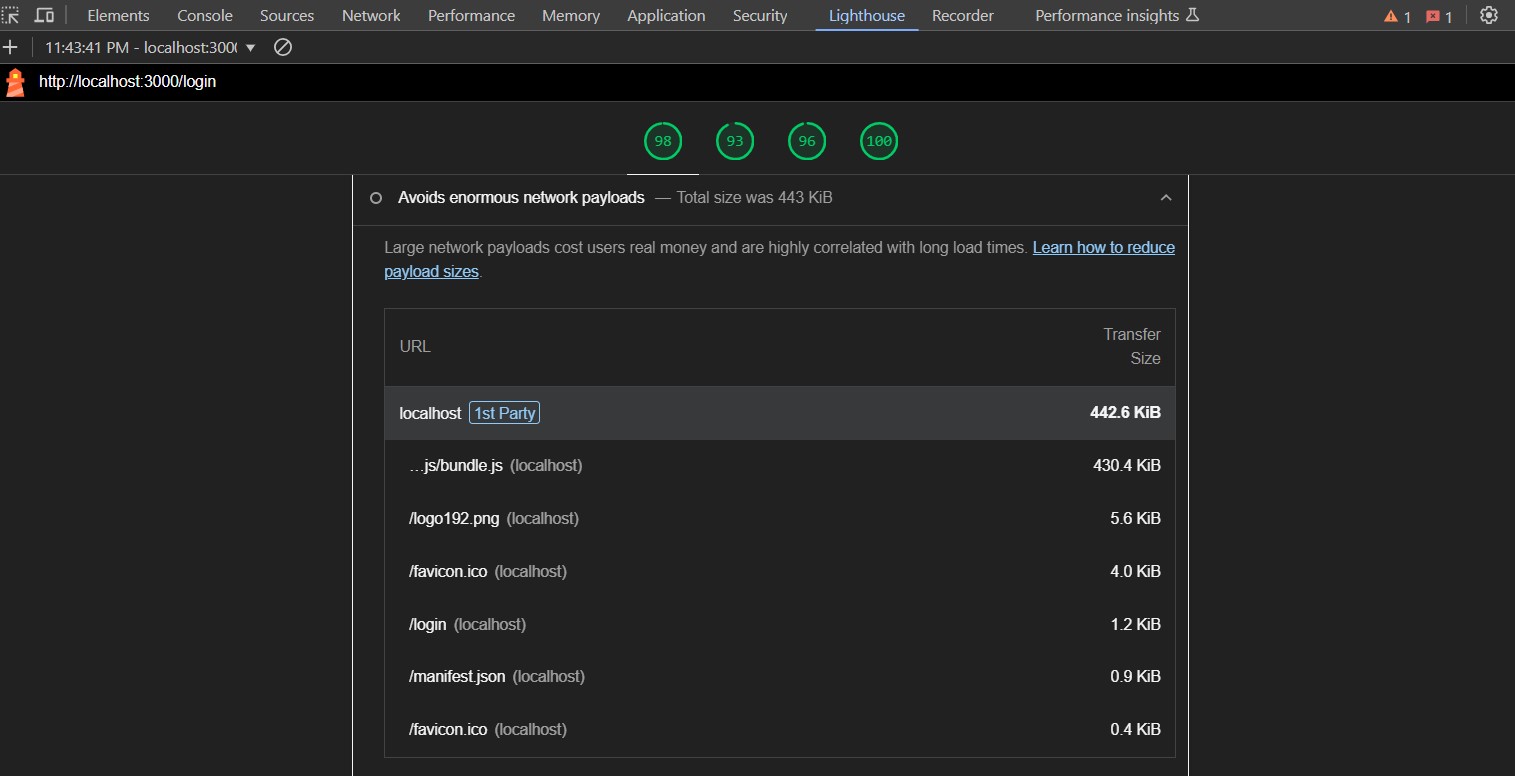 Elements Console Sources Network Performance Memory Application Security Lighthouse Recorder Performance insights 1 1
11:43:41 PM - localhost:3000
http://localhost:3000/login
98 93 96 100
Avoids enormous network payloads — Total size was 443 KiB
Large network payloads cost users real money and are highly correlated with long load times. Learn how to reduce
payload sizes.
URL Transfer
Size
localhost 1st Party 442.6 KiB
…js/bundle.js (localhost) 430.4 KiB
/logo192.png (localhost) 5.6 KiB
/favicon.ico (localhost) 4.0 KiB
/login (localhost) 1.2 KiB
/manifest.json (localhost) 0.9 KiB
/favicon.ico (localhost) 0.4 KiB